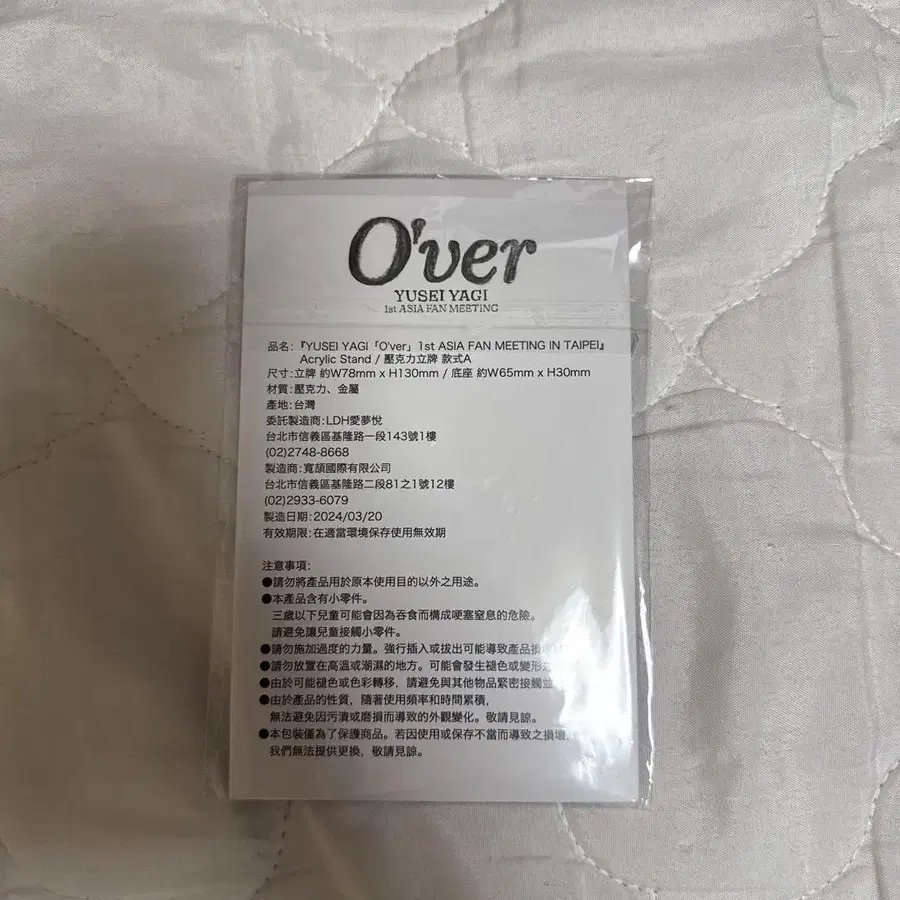 O'ver
YUSEI YAGI
1st ASIA FAN MEETING
品名:『YUSEI YAGI「O'ver」1st ASIA FAN MEETING IN TAIPEI』
Acrylic Stand / 壓克力立牌 款式A
尺寸:立牌 約W78mm x H130mm / 底座 約W65mm x H30mm
材質:壓克力、金屬
產地:台灣
委託製造商:LDH愛夢悅
台北市信義區基隆路一段143號1樓
(02)2748-8668
製造商:寬頡國際有限公司
台北市信義區基隆路二段81之1號12樓
(02)2933-6079
製造日期:2024/03/20
有效期限:在適當環境保存使用無效期
注意事項:
●請勿將產品用於原本使用目的以外之用途。
●本產品含有小零件。
三歲以下兒童可能會因為吞食而構成哽塞窒息的危險。
請避免讓兒童接觸小零件。
●請勿施加過度的力量。強行插入或拔出可能導致產品損
●請勿放置在高溫或潮濕的地方。可能會發生褪色或變形
●由於可能褪色或色彩轉移，請避免與其他物品緊密接觸
●由於產品的性質，隨著使用頻率和時間累積，
無法避免因污漬或磨損而導致的外觀變化。敬請見諒。
●本包裝僅為了保護商品。若因使用或保存不當而導致之損壞，
我們無法提供更換，敬請見諒。